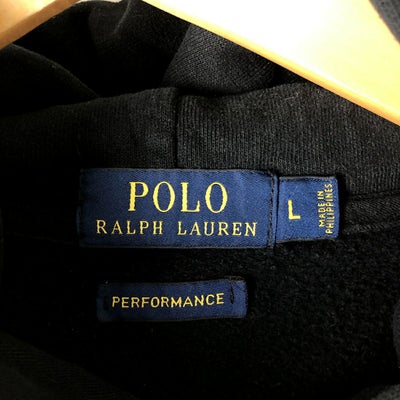 POLO
RALPH LAUREN
L
MADE IN
PHILIPPINES
PERFORMANCE